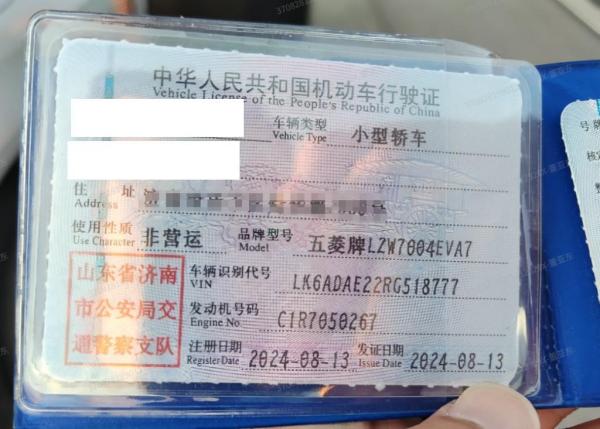 中华人民共和国机动车行驶证
Vehicle License of the People's Republic of China
车辆类型 小型轿车
Vehicle Type
住 址
Address
使用性质 非营运 品牌型号 五菱牌LZW7004EVA7
Use Character Model
山东省济南 车辆识别代号 LK6ADAE22RG518777
VIN
市公安局交 发动机号码 C1R7050267
Engine No.
通警察支队 注册日期 2024-08-13 发证日期 2024-08-13
Register Date Issue Date
号牌
核定